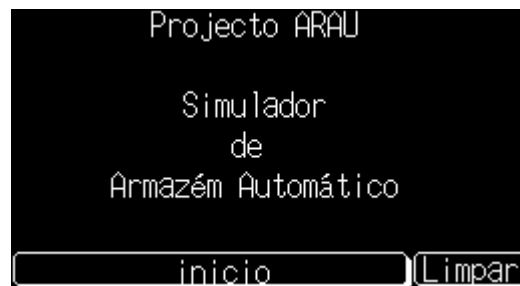 Projecto ARAU
Simulador
de
Armazém Automático
inicio Limpar